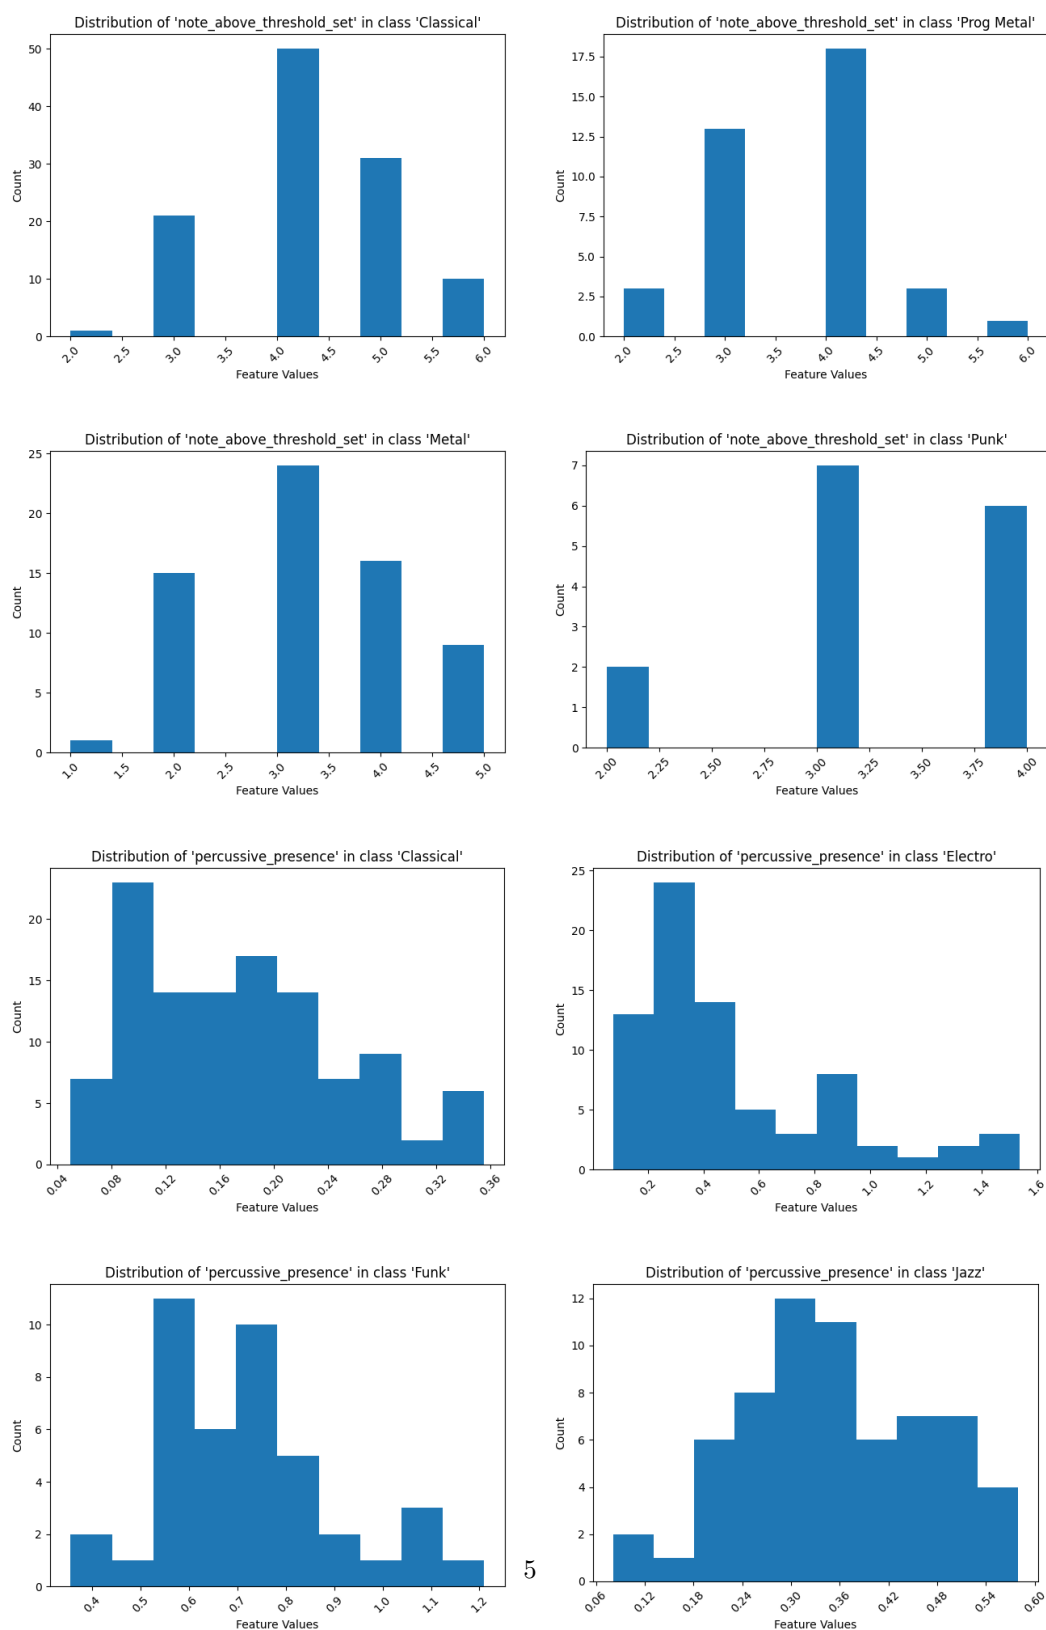 Distribution of 'note_above_threshold_set' in class 'Classical'
50
40
30
20
10
0
Count
2.0 2.5 3.0 3.5 4.0 4.5 5.0 5.5 6.0
Feature Values
Distribution of 'note_above_threshold_set' in class 'Prog Metal'
17.5
15.0
12.5
10.0
7.5
5.0
2.5
0.0
Count
2.0 2.5 3.0 3.5 4.0 4.5 5.0 5.5 6.0
Feature Values
Distribution of 'note_above_threshold_set' in class 'Metal'
25
20
15
10
5
0
Count
1.0 1.5 2.0 2.5 3.0 3.5 4.0 4.5 5.0
Feature Values
Distribution of 'note_above_threshold_set' in class 'Punk'
7
6
5
4
3
2
1
0
Count
2.00 2.25 2.50 2.75 3.00 3.25 3.50 3.75 4.00
Feature Values
Distribution of 'percussive_presence' in class 'Classical'
20
15
10
5
0
Count
0.04 0.08 0.12 0.16 0.20 0.24 0.28 0.32 0.36
Feature Values
Distribution of 'percussive_presence' in class 'Electro'
25
20
15
10
5
0
Count
0.2 0.4 0.6 0.8 1.0 1.2 1.4 1.6
Feature Values
Distribution of 'percussive_presence' in class 'Funk'
10
8
6
4
2
0
Count
0.4 0.5 0.6 0.7 0.8 0.9 1.0 1.1 1.2
Feature Values
Distribution of 'percussive_presence' in class 'Jazz'
12
10
8
6
4
2
0
Count
0.06 0.12 0.18 0.24 0.30 0.36 0.42 0.48 0.54 0.60
Feature Values
5